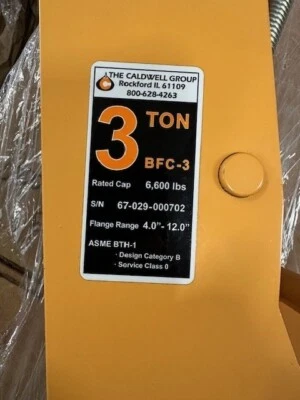 THE CALDWELL GROUP
Rockford IL 61109
800-628-4263
3 TON
BFC-3
Rated Cap 6,600 lbs
S/N 67-029-000702
Flange Range 4.0"- 12.0"
ASME BTH-1
· Design Category B
· Service Class 0